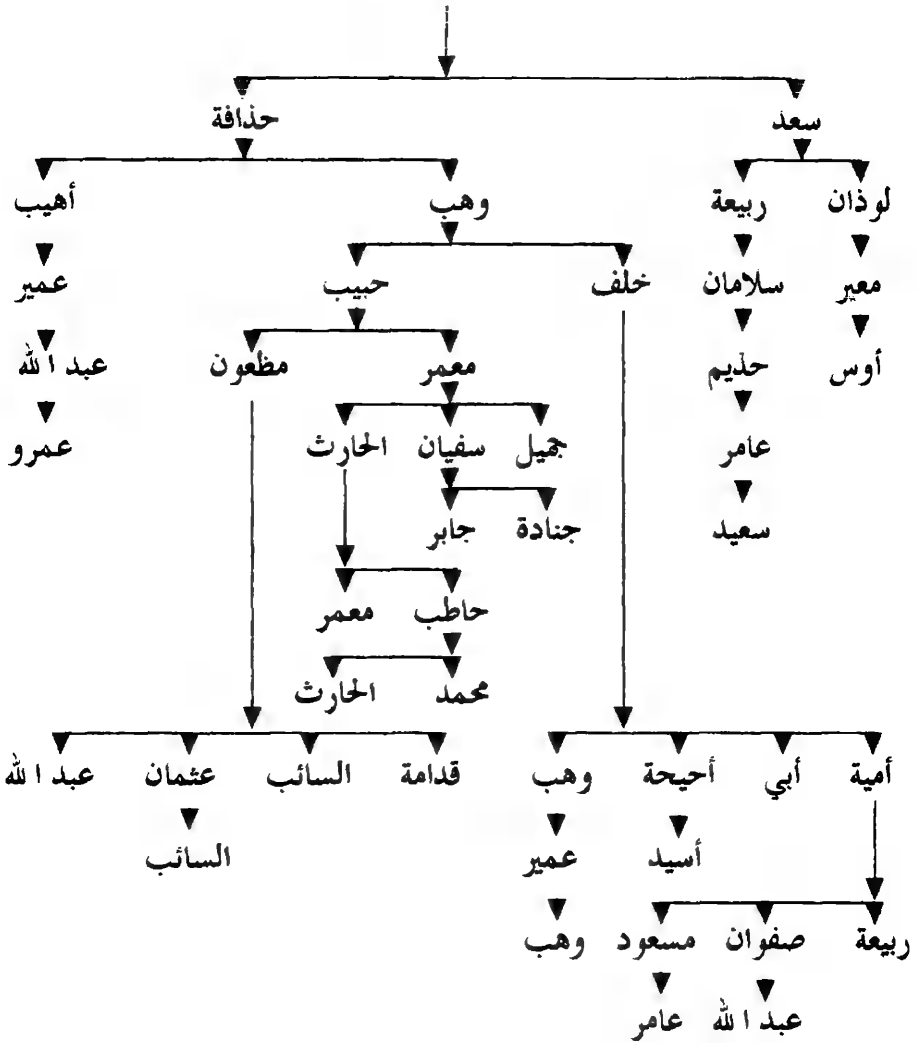 سعد حذافة
لوذان ربيعة وهب أهيب
معير سلامان خلف حبيب عمير
أوس حذيم معمر مظعون عبد الله
عامر جميل سفيان الحارث عمرو
سعيد جنادة جابر
حاطب معمر
محمد الحارث
أمية أبي أحيحة وهب قدامة السائب عثمان عبد الله
أسيد عمير السائب
ربيعة صفوان مسعود وهب
عبد الله عامر